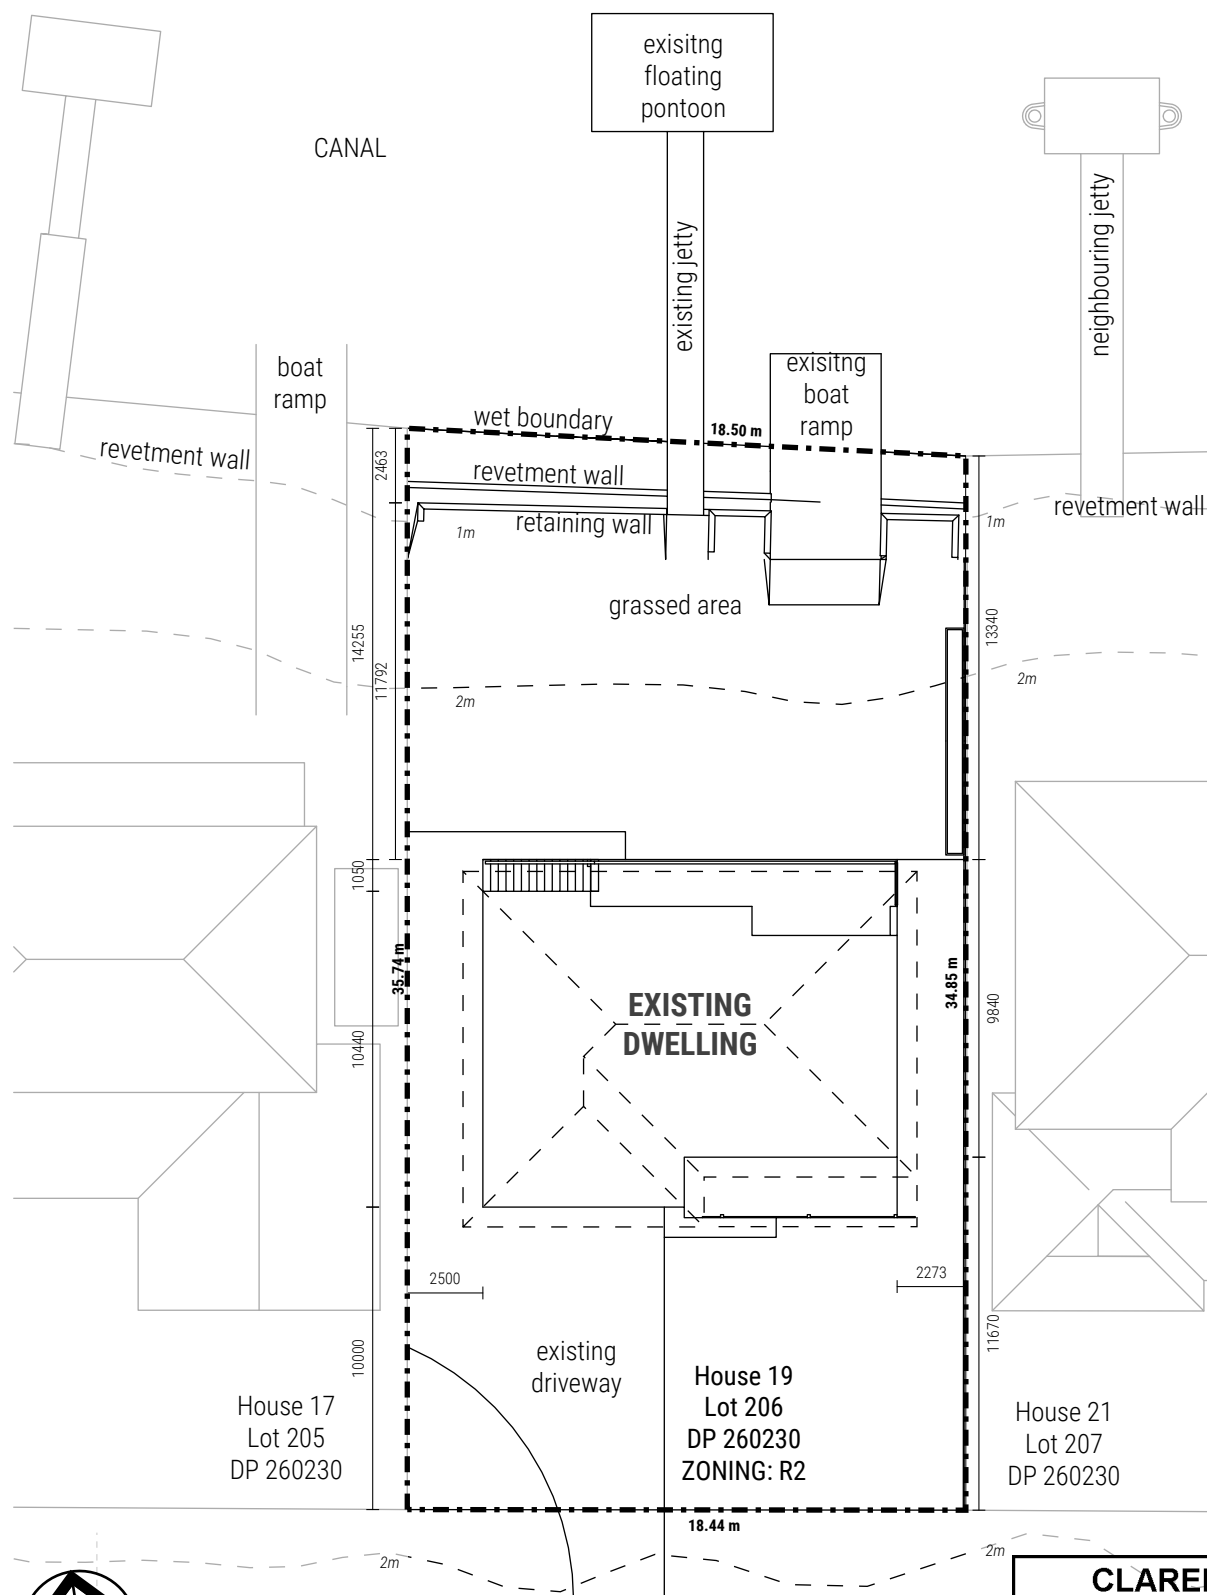 exisitng
floating
pontoon
CANAL
existing jetty
neighbouring jetty
boat
ramp
exisitng
boat
ramp
wet boundary
18.50 m
revetment wall
revetment wall
revetment wall
retaining wall
2463
1m
1m
grassed area
14255
11792
13340
2m
2m
1050
35.74 m
34.85 m
EXISTING
DWELLING
10440
9840
2500
2273
10000
11670
existing
driveway
House 17
Lot 205
DP 260230
House 19
Lot 206
DP 260230
ZONING: R2
House 21
Lot 207
DP 260230
18.44 m
2m
2m